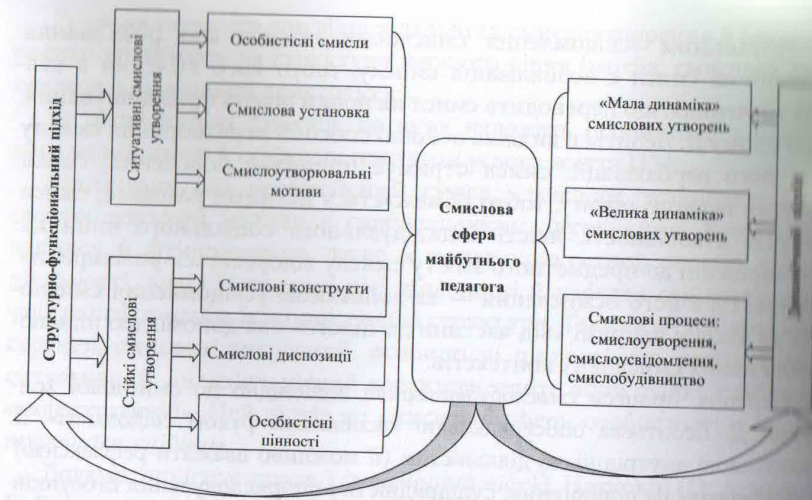 Структурно-функціональний підхід
Ситуативні смислові
утворення
Стійкі смислові
утворення
Особистісні смисли
Смислова установка
Смислоутворювальні
мотиви
Смислові конструкти
Смислові диспозиції
Особистісні
цінності
Смислова
сфера
майбутнього
педагога
«Мала динаміка»
смислових утворень
«Велика динаміка»
смислових утворень
Смислові процеси:
смислоутворення,
смислоусвідомлення,
смислобудівництво